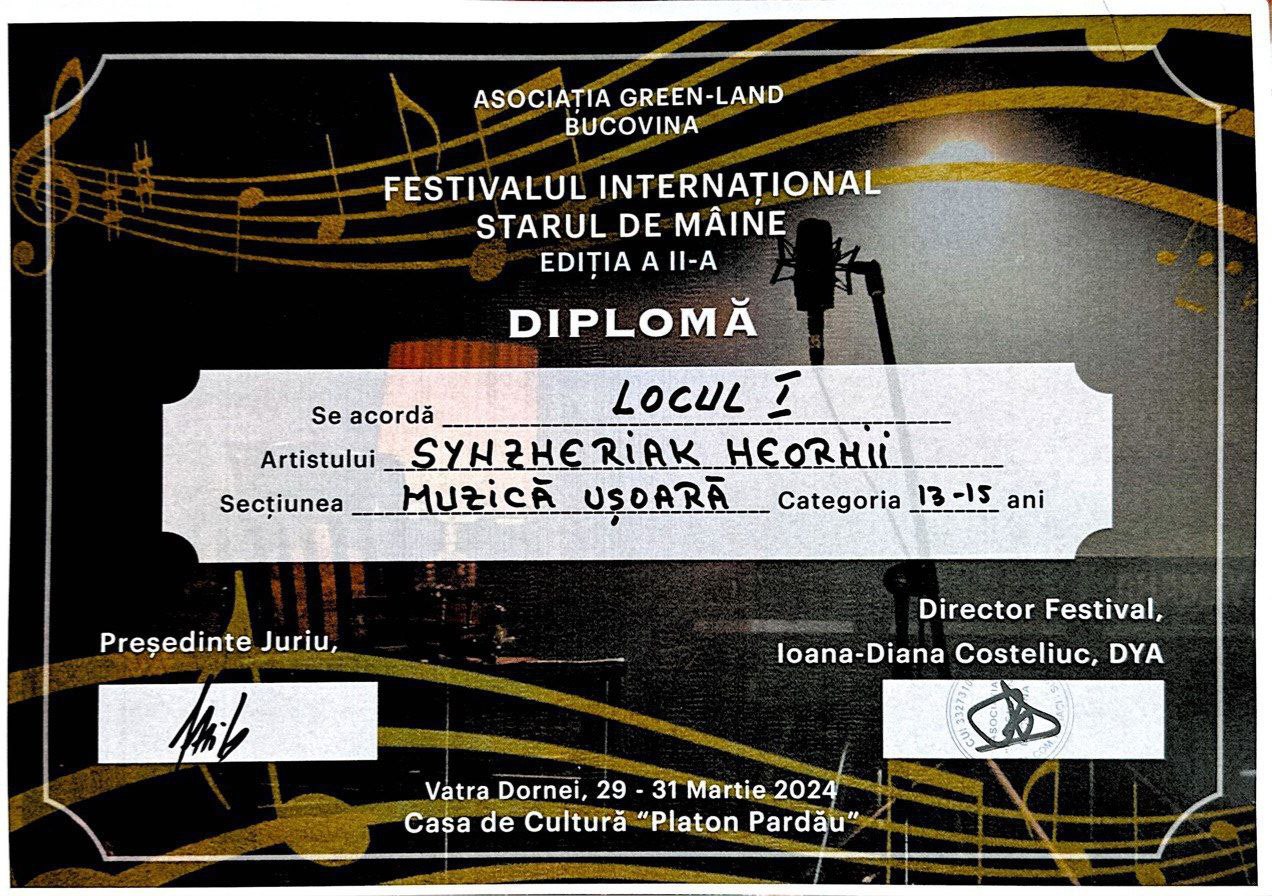 ASOCIAȚIA GREEN-LAND
BUCOVINA
FESTIVALUL INTERNAȚIONAL
STARUL DE MÂINE
EDIȚIA A II-A
DIPLOMĂ
Se acordă LOCUL I
Artistului SYNZHERIAK HEORHII
Secțiunea MUZICĂ UȘOARĂ Categoria 13-15 ani
Președinte Juriu,
Director Festival,
Ioana-Diana Costeliuc, DYA
Vatra Dornei, 29 - 31 Martie 2024
Casa de Cultură “Platon Pardău”